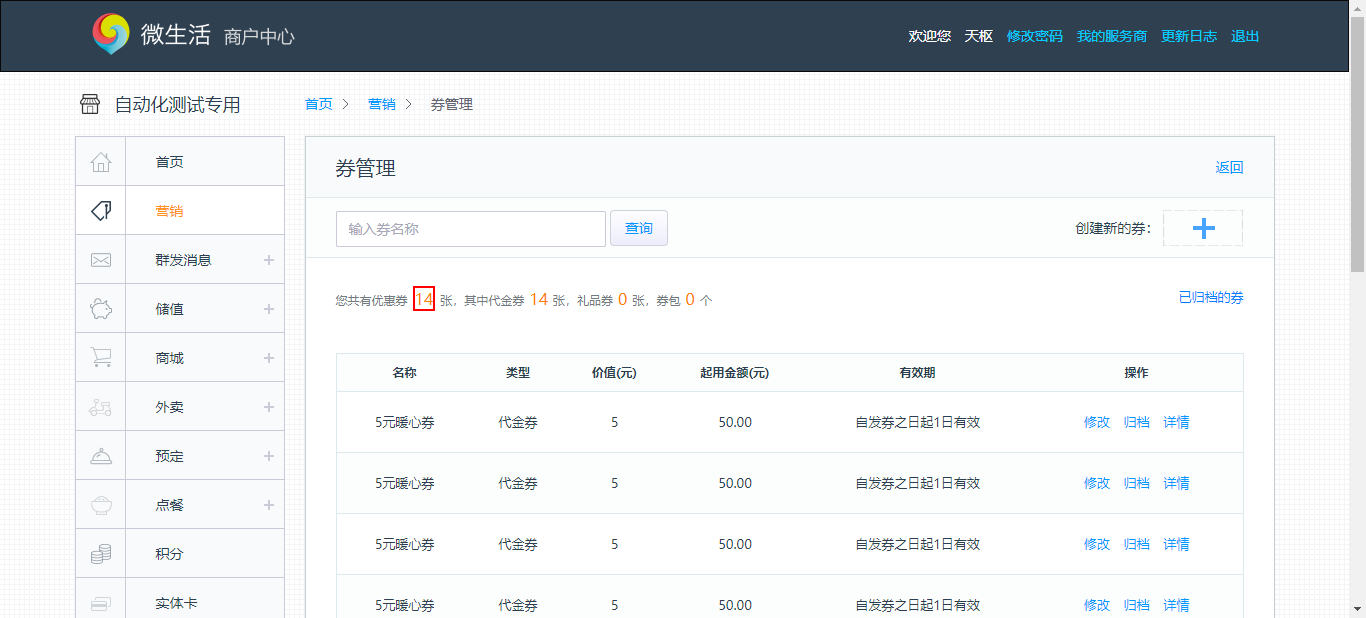 微生活 商户中心
欢迎您 天枢 修改密码 我的服务商 更新日志 退出
自动化测试专用
首页 > 营销 > 券管理
首页
营销
群发消息 +
储值 +
商城 +
外卖 +
预定 +
点餐 +
积分
实体卡
券管理 返回
输入券名称 查询 创建新的券: +
您共有优惠券 14 张，其中代金券 14 张，礼品券 0 张，券包 0 个 已归档的券
名称 类型 价值(元) 起用金额(元) 有效期 操作
5元暖心券 代金券 5 50.00 自发券之日起1日有效 修改 归档 详情
5元暖心券 代金券 5 50.00 自发券之日起1日有效 修改 归档 详情
5元暖心券 代金券 5 50.00 自发券之日起1日有效 修改 归档 详情
5元暖心券 代金券 5 50.00 自发券之日起1日有效 修改 归档 详情